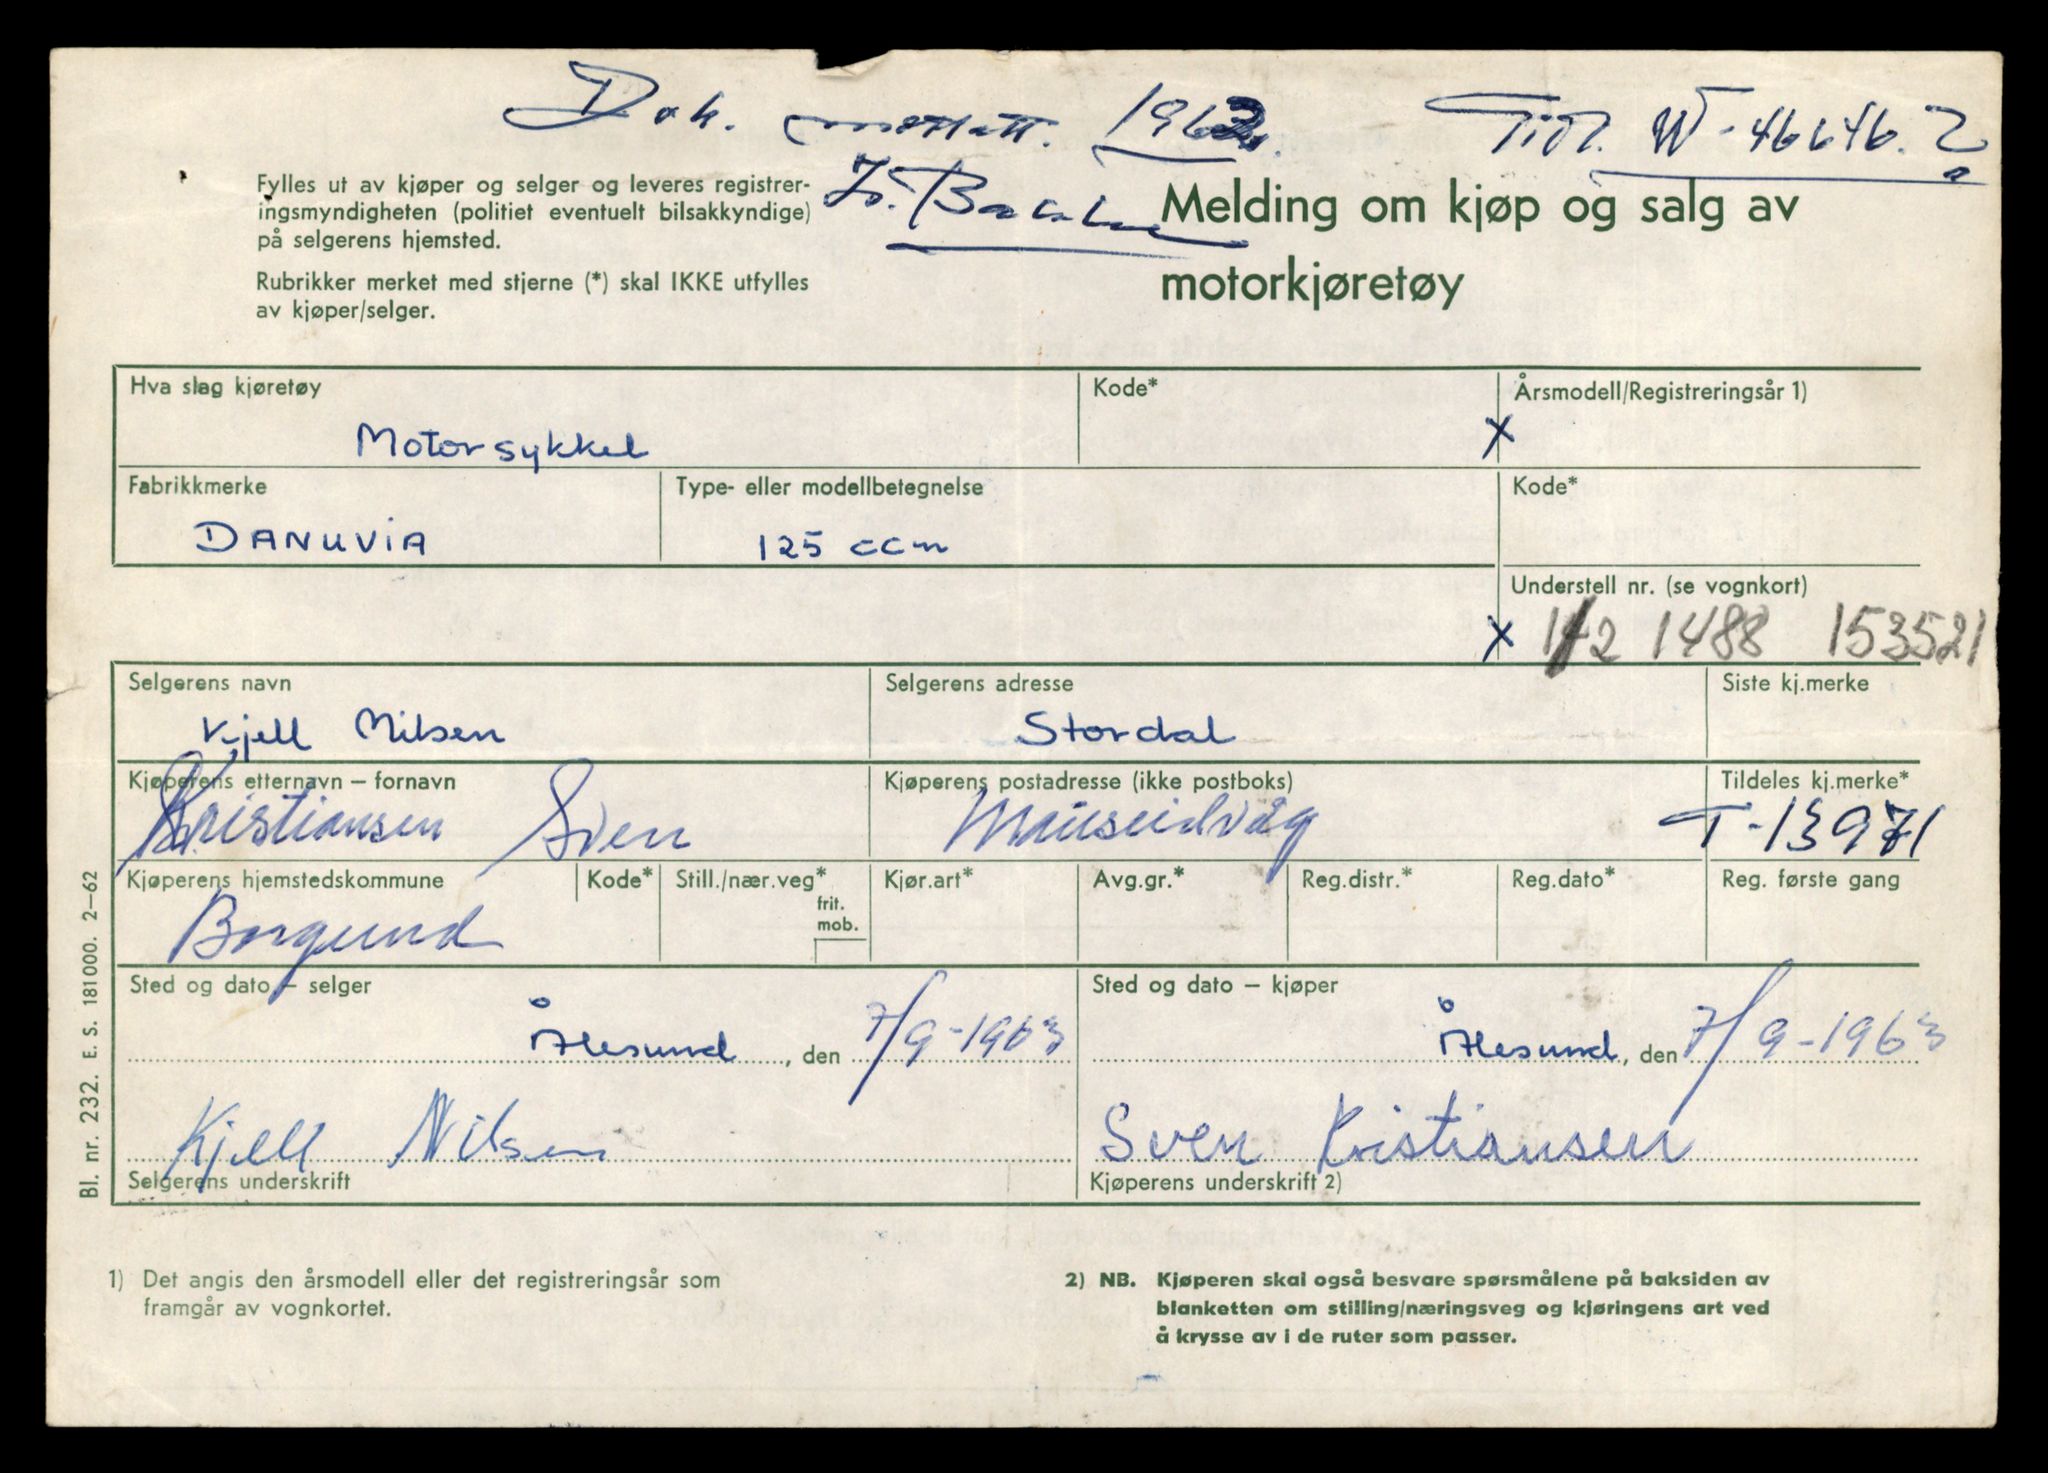 Dok. mottatt. 1963. Tidl. W-46646. ?
Fylles ut av kjøper og selger og leveres registrer-
ingsmyndigheten (politiet eventuelt bilsakkyndige)
på selgerens hjemsted.
Rubrikker merket med stjerne (*) skal IKKE utfylles
av kjøper/selger.
Melding om kjøp og salg av
motorkjøretøy
Hva slag kjøretøy Kode* Årsmodell/Registreringsår 1)
Motorsykkel x
Fabrikkmerke Type- eller modellbetegnelse Kode*
DANUVIA 125 ccm
Understell nr. (se vognkort)
x 1488 153521
Selgerens navn Selgerens adresse Siste kj.merke
Kjell Nilsen Stordal
Kjøperens etternavn – fornavn Kjøperens postadresse (ikke postboks) Tildeles kj.merke*
Kristiansen Sven Mauseidvåg T-13971
Kjøperens hjemstedskommune Kode* Still./nær.veg* Kjør.art* Avg.gr.* Reg.distr.* Reg.dato* Reg. første gang
frit.
mob.
Borgund
Sted og dato – selger Sted og dato – kjøper
Ålesund, den 7/9-1963 Ålesund, den 7/9-1963
Kjell Nilsen Sven Kristiansen
Selgerens underskrift Kjøperens underskrift 2)
Bl. nr. 232. E. S. 181000. 2–62
1) Det angis den årsmodell eller det registreringsår som
framgår av vognkortet.
2) NB. Kjøperen skal også besvare spørsmålene på baksiden av
blanketten om stilling/næringsveg og kjøringens art ved
å krysse av i de ruter som passer.